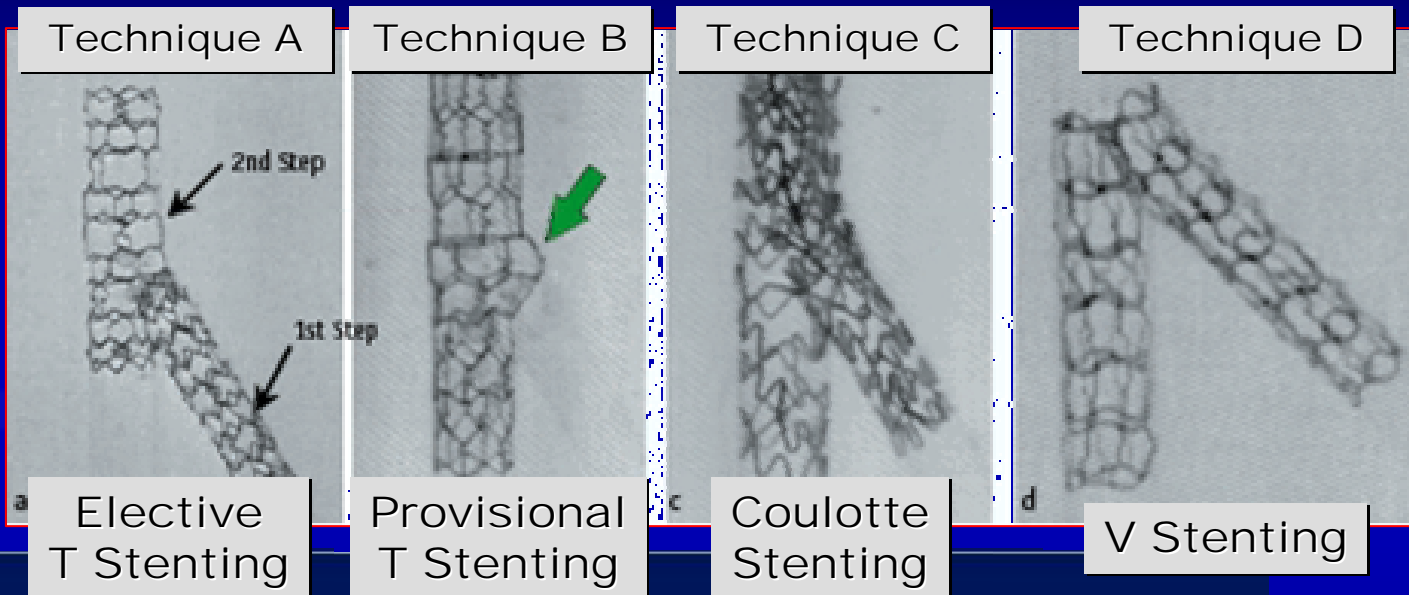 Technique A
Technique B
Technique C
Technique D
2nd Step
1st Step
a
c
d
Elective
T Stenting
Provisional
T Stenting
Coulotte
Stenting
V Stenting